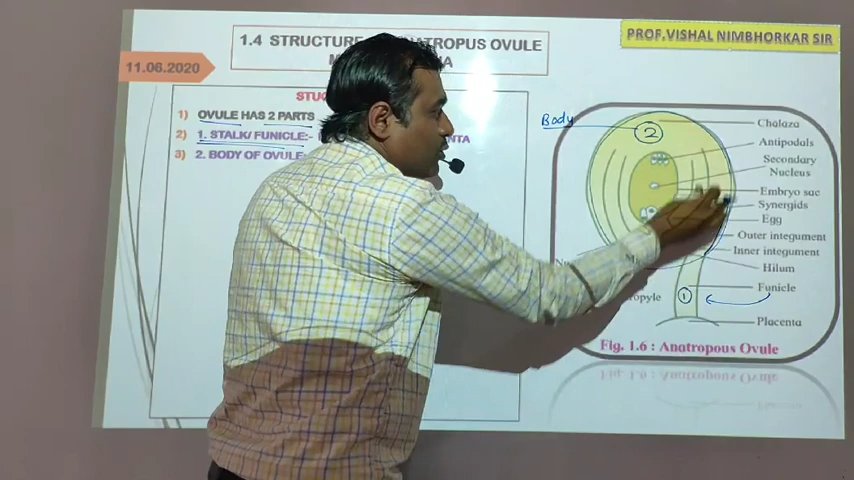 1.4 STRUCTURE ANATROPUS OVULE
PROF.VISHAL NIMBHORKAR SIR
11.06.2020
1) OVULE HAS 2 PARTS
2) 1. STALK/ FUNICLE:-
3) 2. BODY OF OVULE:
Body
2
Chalaza
Antipodals
Secondary
Nucleus
Embryo sac
Synergids
Egg
Outer integument
Inner integument
Hilum
Funicle
1
Placenta
Fig. 1.6 : Anatropous Ovule